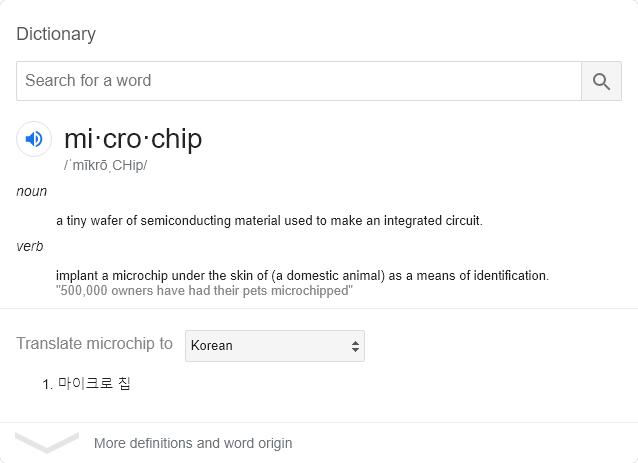 Dictionary
Search for a word
mi·cro·chip
/ˈmīkrōˌCHip/
noun
a tiny wafer of semiconducting material used to make an integrated circuit.
verb
implant a microchip under the skin of (a domestic animal) as a means of identification.
"500,000 owners have had their pets microchipped"
Translate microchip to Korean
1. 마이크로 칩
More definitions and word origin